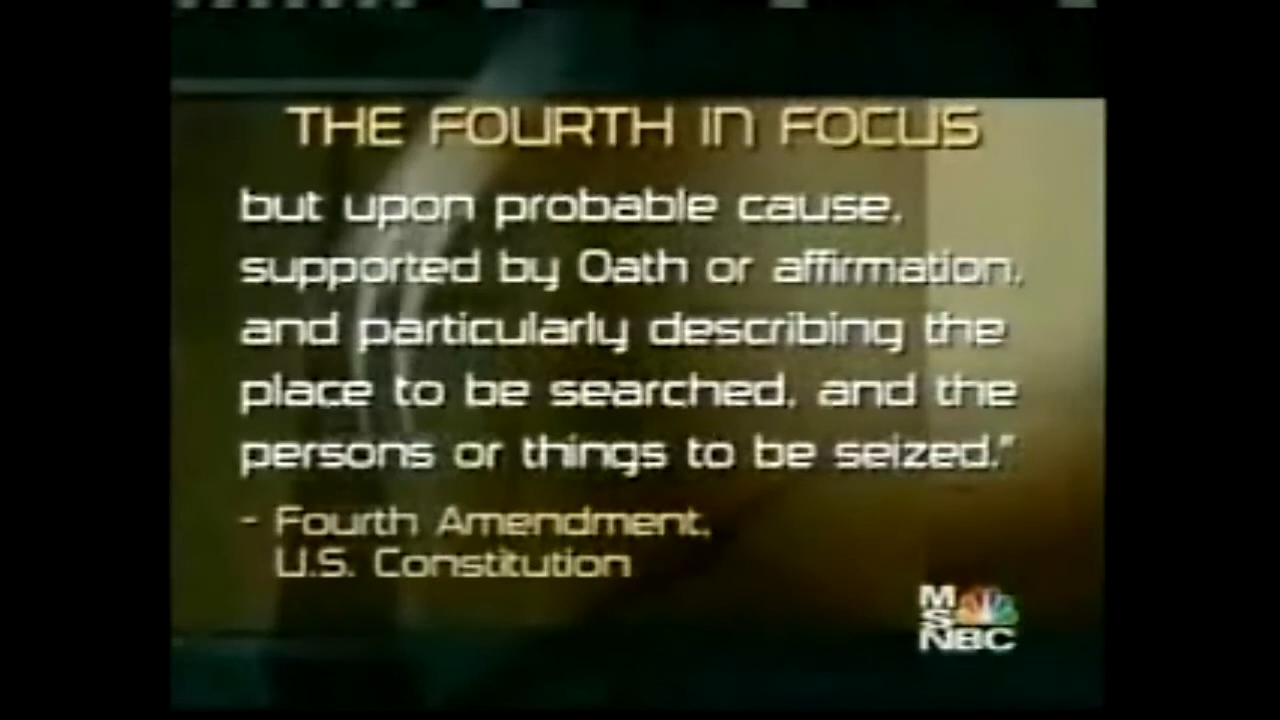 THE FOURTH IN FOCUS
but upon probable cause,
supported by Oath or affirmation,
and particularly describing the
place to be searched, and the
persons or things to be seized."
- Fourth Amendment,
U.S. Constitution
M
S
NBC